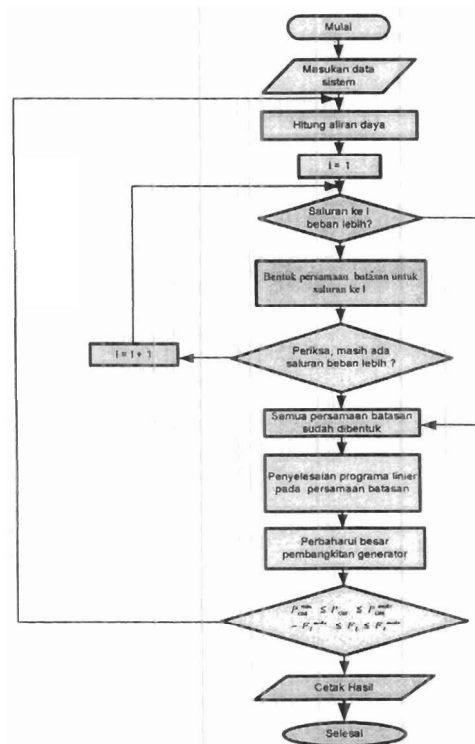 Mulai
Masukan data
sistem
Hitung aliran daya
i = 1
Saluran ke i
beban lebih?
Bentuk persamaan batasan untuk
saluran ke i
Periksa, masih ada
saluran beban lebih ?
i = i + 1
Semua persamaan batasan
sudah dibentuk
Penyelesaian programa linier
pada persamaan batasan
Perbaharui besar
pembangkitan generator
Cetak Hasil
Selesai